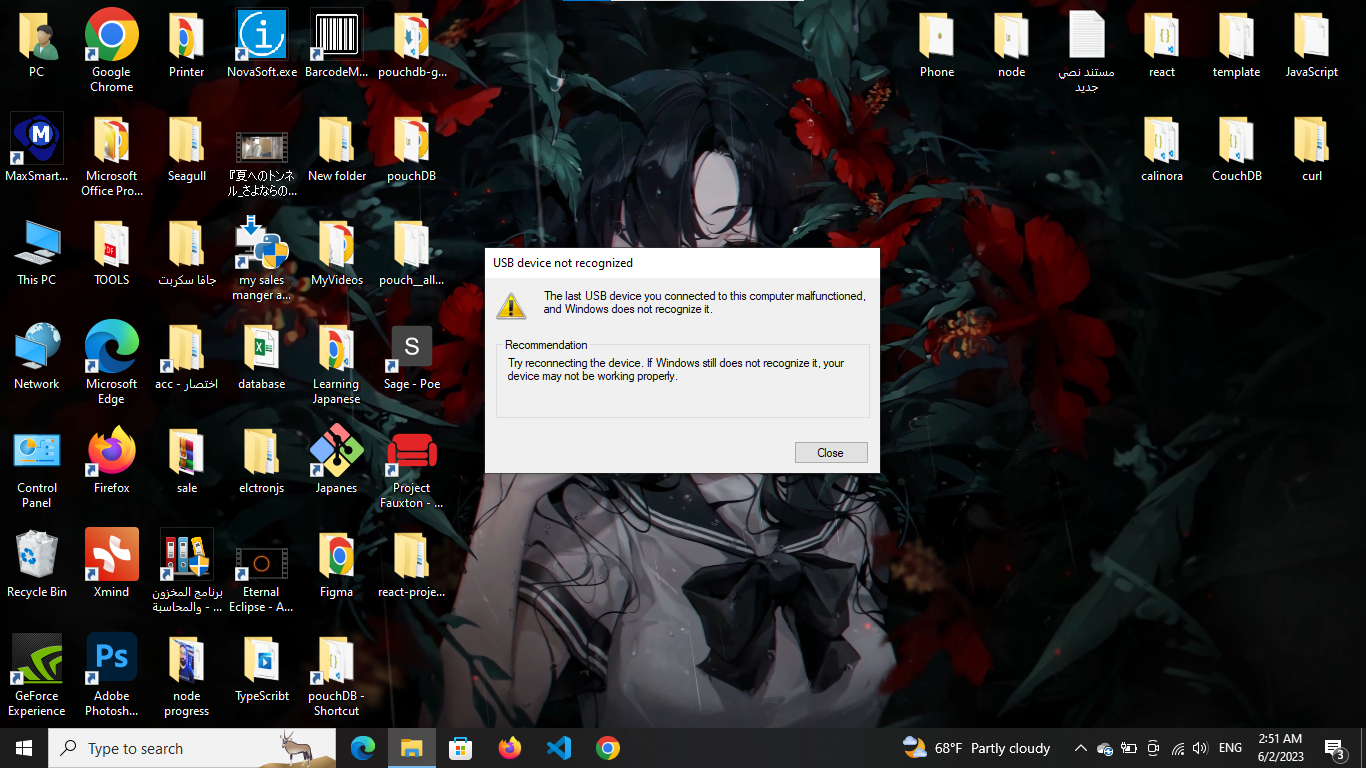 PC
Google
Chrome
Printer
NovaSoft.exe
BarcodeM...
pouchdb-g...
Phone
node
مستند نصي
جديد
react
template
JavaScript
M
MaxSmart...
Microsoft
Office Pro...
Seagull
『夏へのトンネ
ル_さよならの...
New folder
pouchDB
calinora
CouchDB
curl
This PC
PDF
TOOLS
جافا سكربت
my sales
manger a...
MyVideos
pouch__all...
USB device not recognized
The last USB device you connected to this computer malfunctioned,
and Windows does not recognize it.
Recommendation
Try reconnecting the device. If Windows still does not recognize it, your
device may not be working properly.
Close
Network
Microsoft
Edge
acc - اختصار
database
Learning
Japanese
S
Sage - Poe
Control
Panel
Firefox
sale
elctronjs
Japanes
Project
Fauxton - ...
Recycle Bin
Xmind
برنامج المخزون
والمحاسبة - ...
Eternal
Eclipse - A...
Figma
react-proje...
GeForce
Experience
Ps
Adobe
Photosh...
node
progress
TypeScribt
pouchDB -
Shortcut
Type to search
68°F Partly cloudy
ENG
2:51 AM
6/2/2023
3